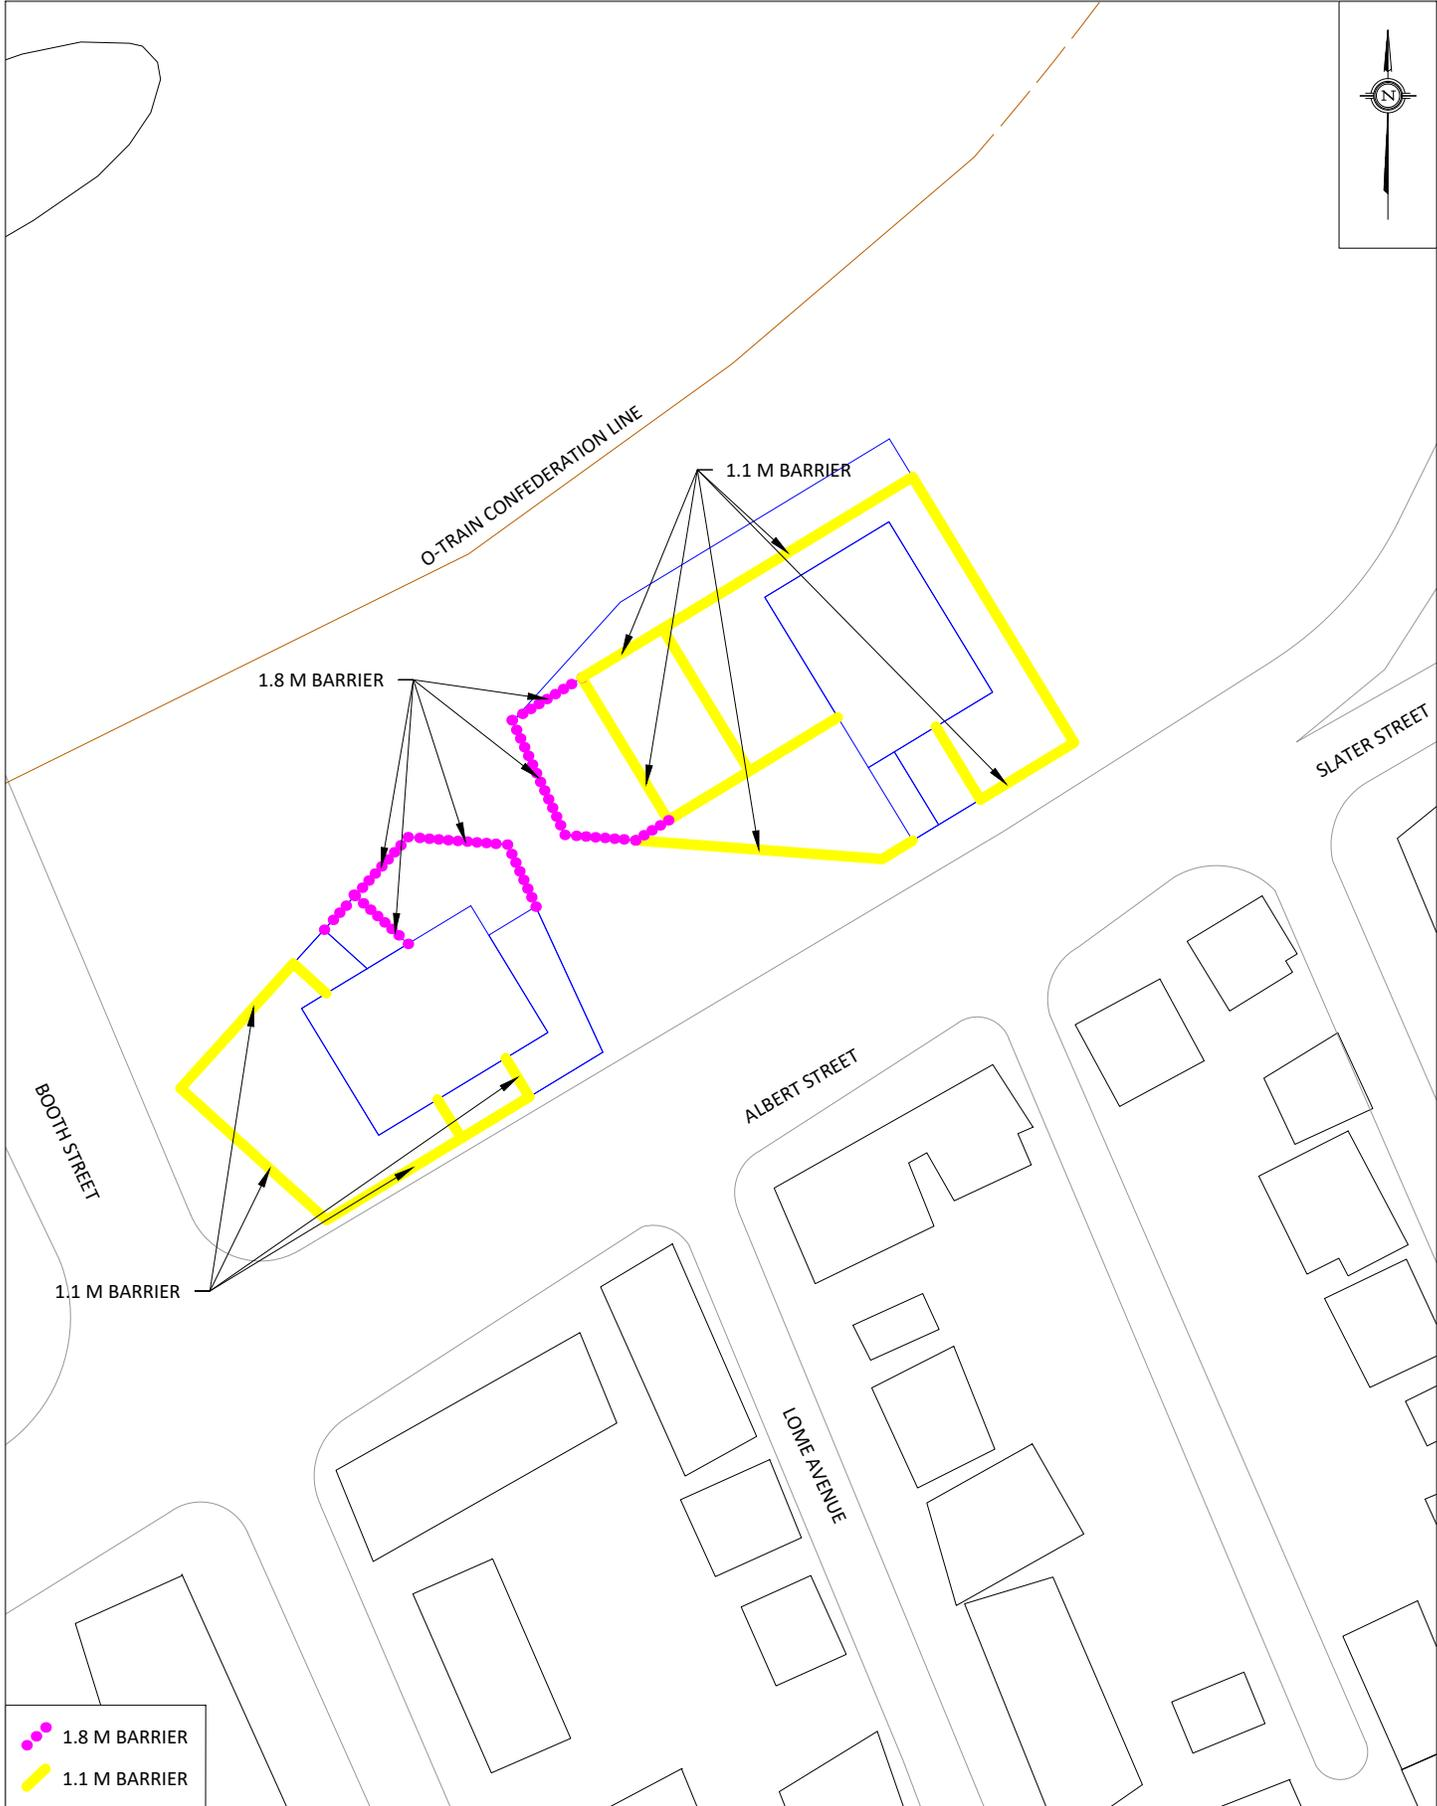 N
O-TRAIN CONFEDERATION LINE
1.1 M BARRIER
1.8 M BARRIER
SLATER STREET
ALBERT STREET
BOOTH STREET
1.1 M BARRIER
LOME AVENUE
1.8 M BARRIER
1.1 M BARRIER